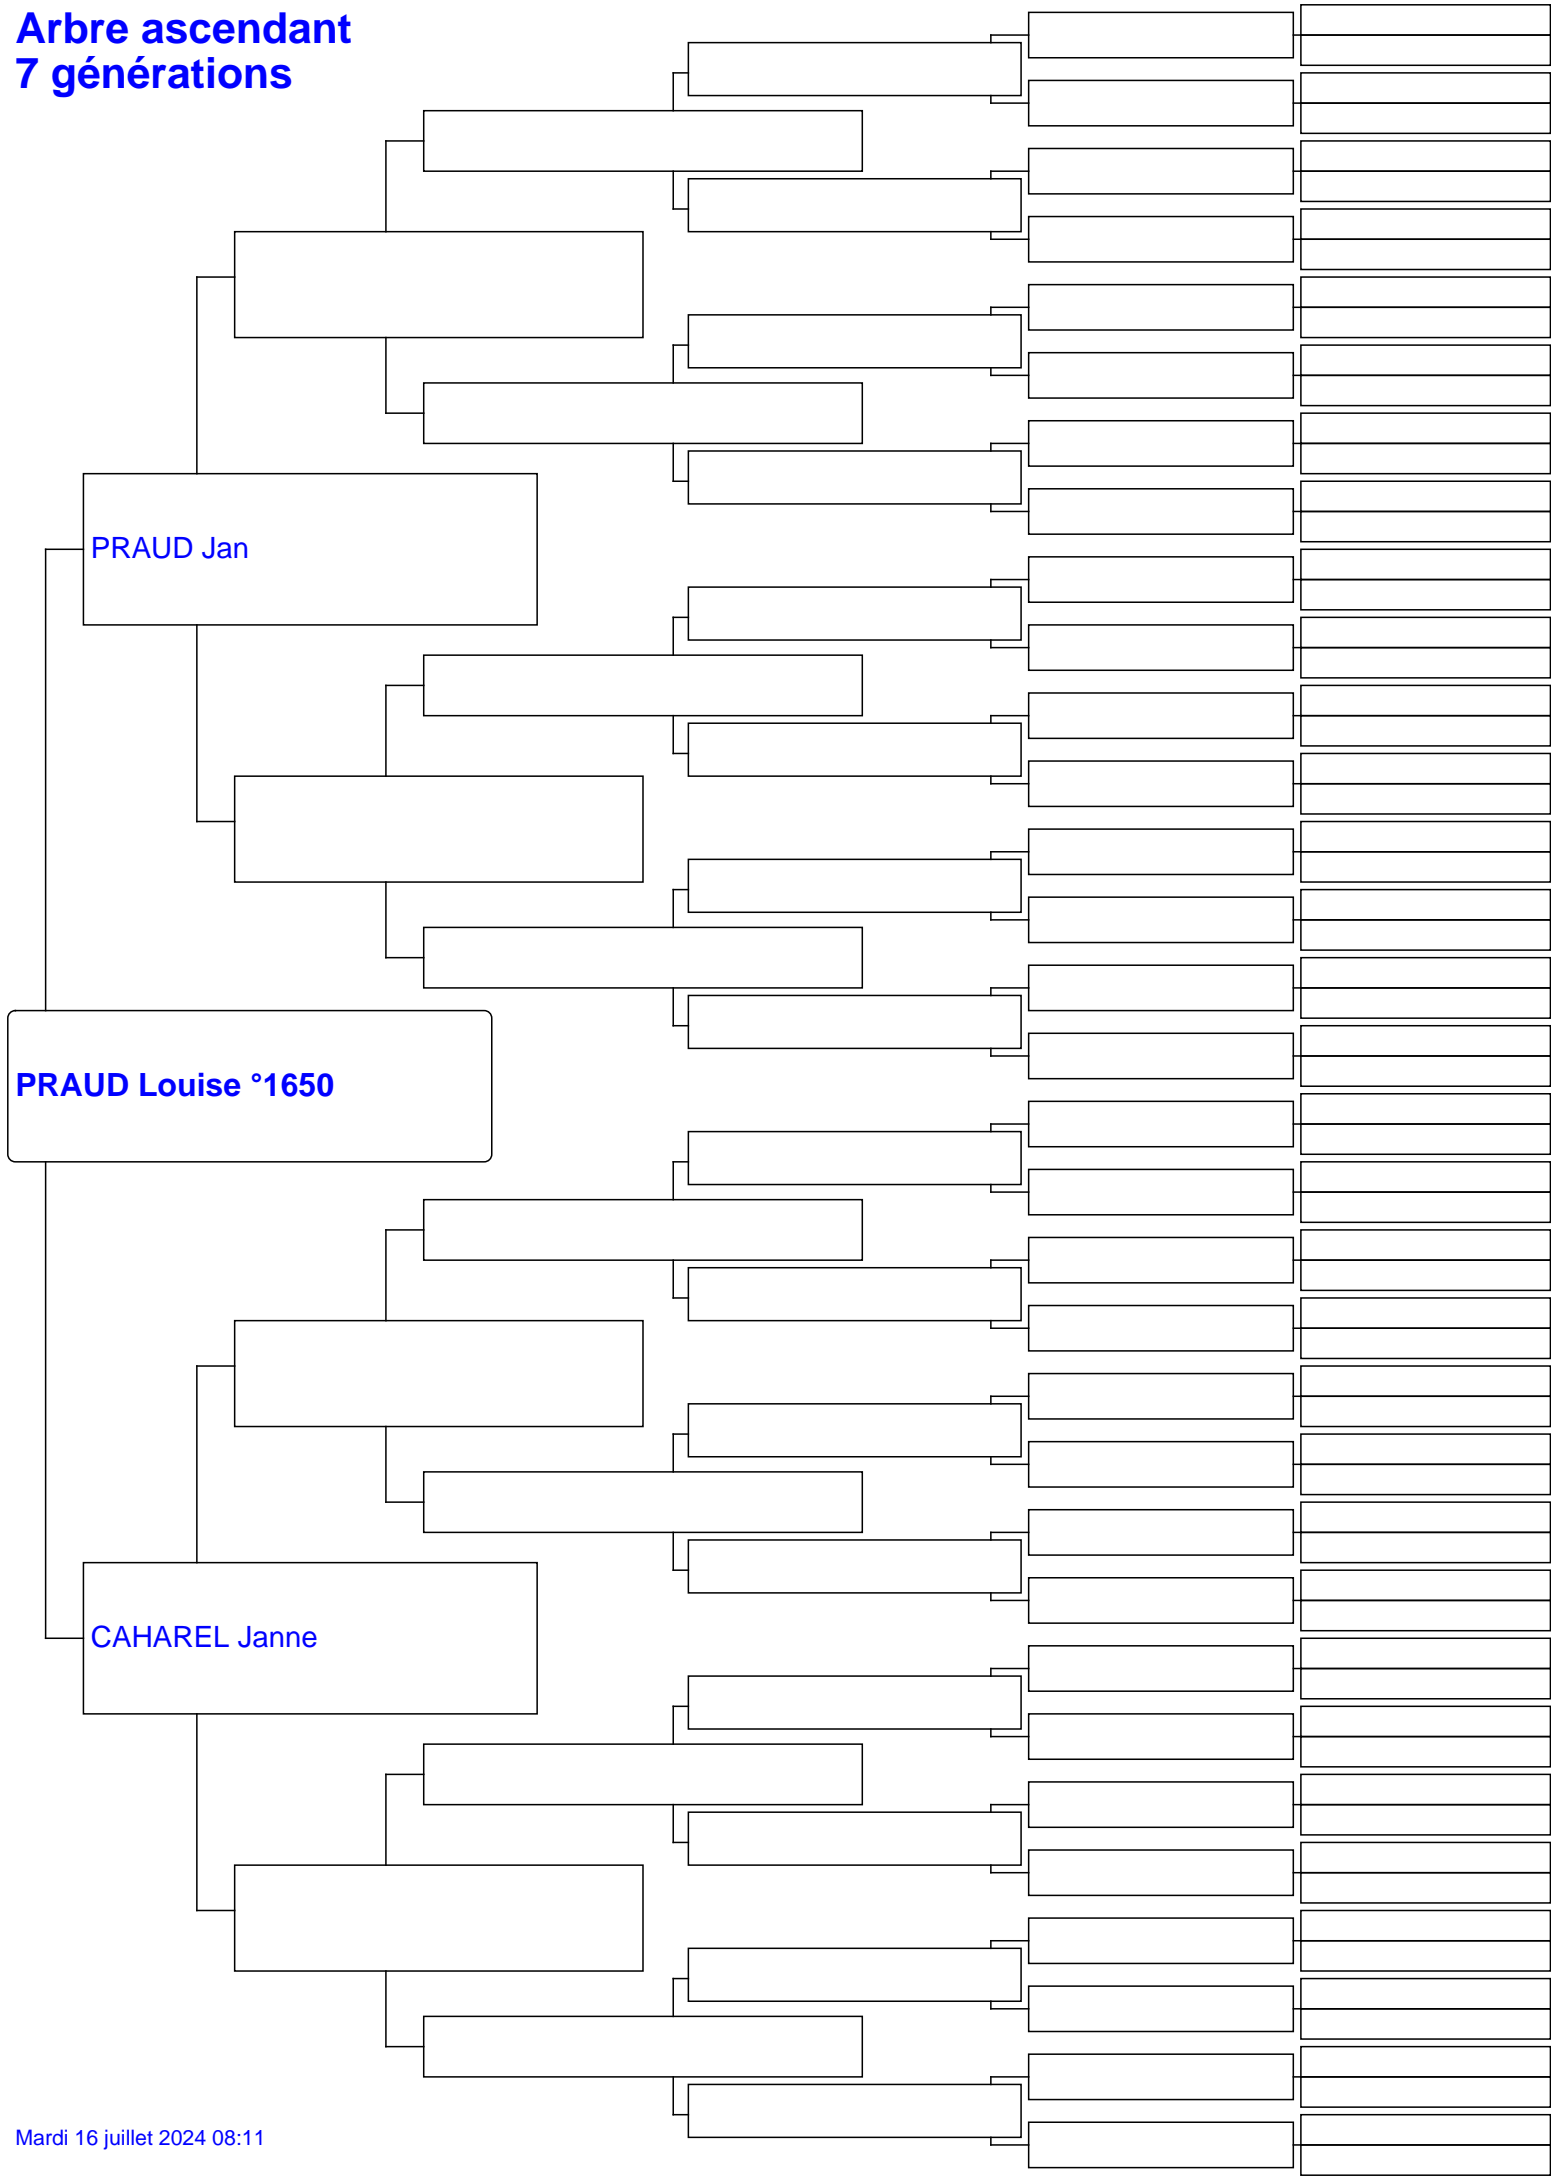 Arbre ascendant
7 générations
PRAUD Jan
PRAUD Louise °1650
CAHAREL Janne
Mardi 16 juillet 2024 08:11